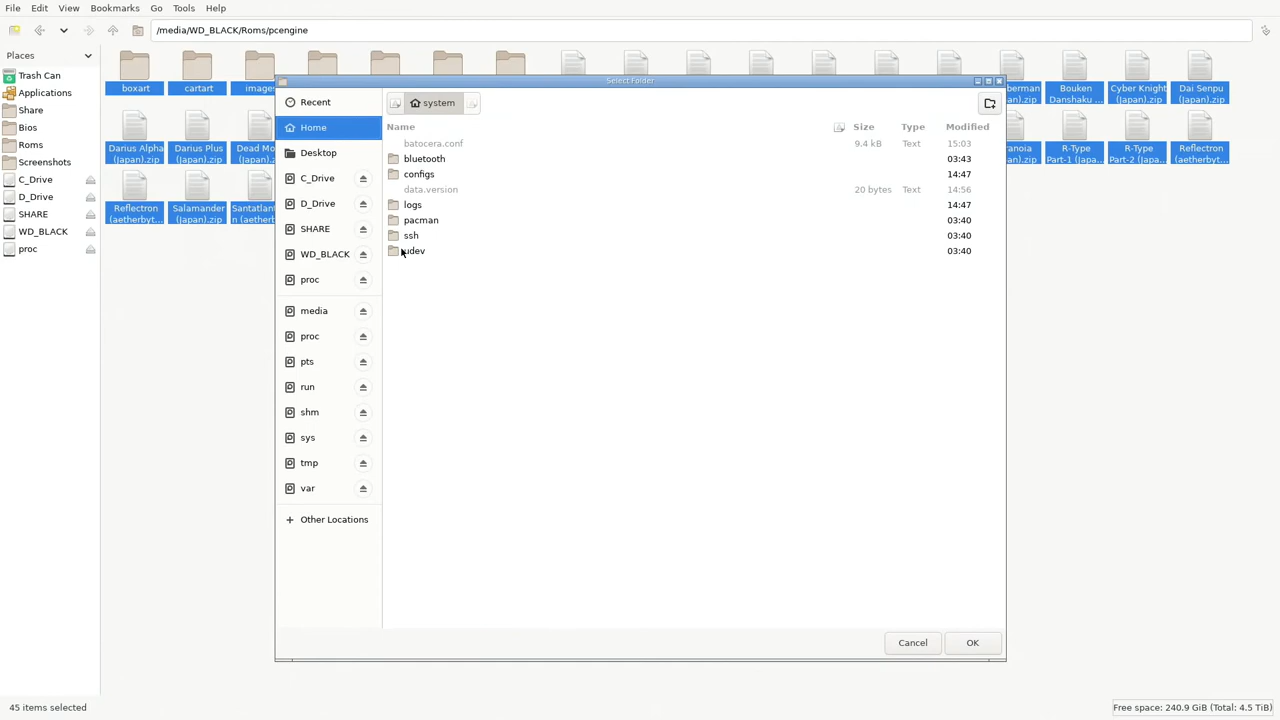 File Edit View Bookmarks Go Tools Help
/media/WD_BLACK/Roms/pcengine
Places
Trash Can
Applications
Share
Bios
Roms
Screenshots
C_Drive
D_Drive
SHARE
WD_BLACK
proc
boxart
cartart
images
Bouken
Danshaku ...
Cyber Knight
(Japan).zip
Dai Senpu
(Japan).zip
Darius Alpha
(Japan).zip
Darius Plus
(Japan).zip
R-Type
Part-1 (Japa...
R-Type
Part-2 (Japa...
Reflectron
(aetherbyt...
Reflectron
(aetherbyt...
Salamander
(Japan).zip
Select Folder
Recent
Home
Desktop
C_Drive
D_Drive
SHARE
WD_BLACK
proc
media
proc
pts
run
shm
sys
tmp
var
Other Locations
system
Name Size Type Modified
batocera.conf 9.4 kB Text 15:03
bluetooth 03:43
configs 14:47
data.version 20 bytes Text 14:56
logs 14:47
pacman 03:40
ssh 03:40
udev 03:40
Cancel OK
45 items selected
Free space: 240.9 GiB (Total: 4.5 TiB)